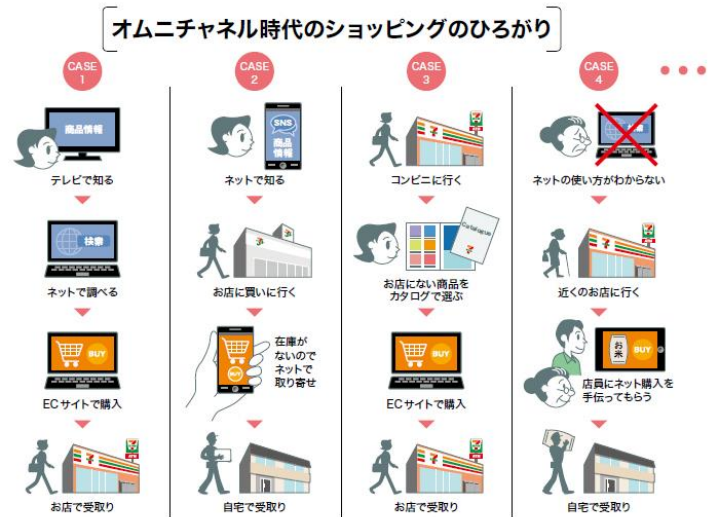 オムニチャネル時代のショッピングのひろがり
CASE
1
商品情報
テレビで知る
検索
ネットで調べる
BUY
ECサイトで購入
7
お店で受取り
CASE
2
SNS
商品
情報
ネットで知る
7
お店に買いに行く
BUY
在庫が
ないので
ネットで
取り寄せ
自宅で受取り
CASE
3
7
コンビニに行く
Catalogue
7
お店にない商品を
カタログで選ぶ
BUY
ECサイトで購入
7
お店で受取り
CASE
4
ネットの使い方がわからない
7
近くのお店に行く
お米
BUY
店員にネット購入を
手伝ってもらう
自宅で受取り